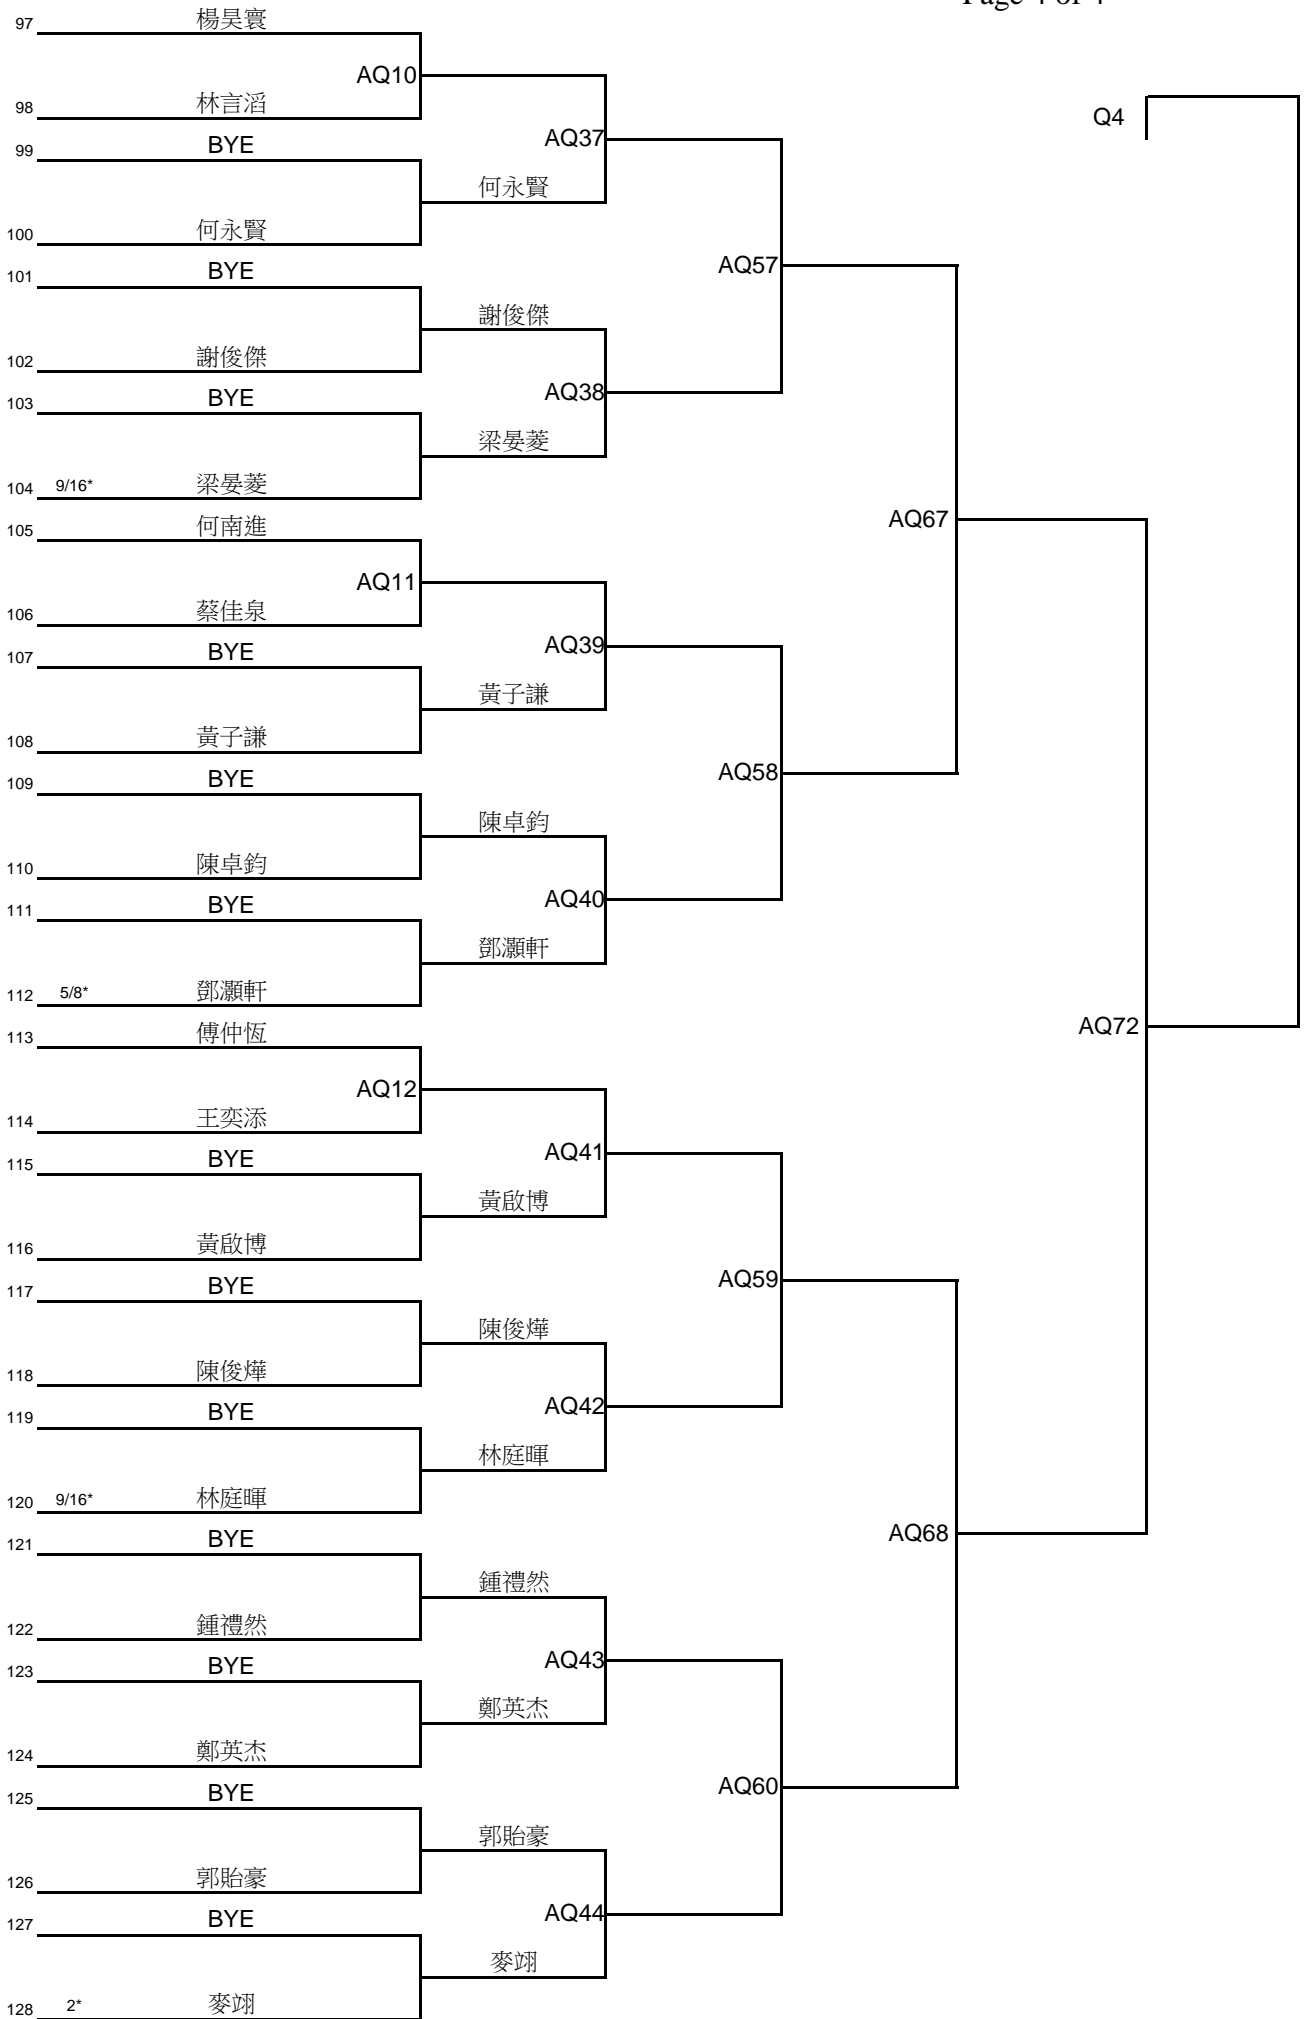 Page 4 of 4
97 楊昊寰
AQ10
98 林言滔
99 BYE
AQ37
何永賢
100 何永賢
101 BYE
AQ57
謝俊傑
102 謝俊傑
103 BYE
AQ38
梁晏菱
104 9/16* 梁晏菱
105 何南進
AQ67
AQ11
106 蔡佳泉
107 BYE
AQ39
黃子謙
108 黃子謙
109 BYE
AQ58
陳卓鈞
110 陳卓鈞
111 BYE
AQ40
鄧灝軒
112 5/8* 鄧灝軒
113 傅仲恆
AQ72
AQ12
114 王奕添
115 BYE
AQ41
黃啟博
116 黃啟博
117 BYE
AQ59
陳俊燁
118 陳俊燁
119 BYE
AQ42
林庭暉
120 9/16* 林庭暉
121 BYE
AQ68
鍾禮然
122 鍾禮然
123 BYE
AQ43
鄭英杰
124 鄭英杰
125 BYE
AQ60
郭貽豪
126 郭貽豪
127 BYE
AQ44
麥翊
128 2* 麥翊
Q4